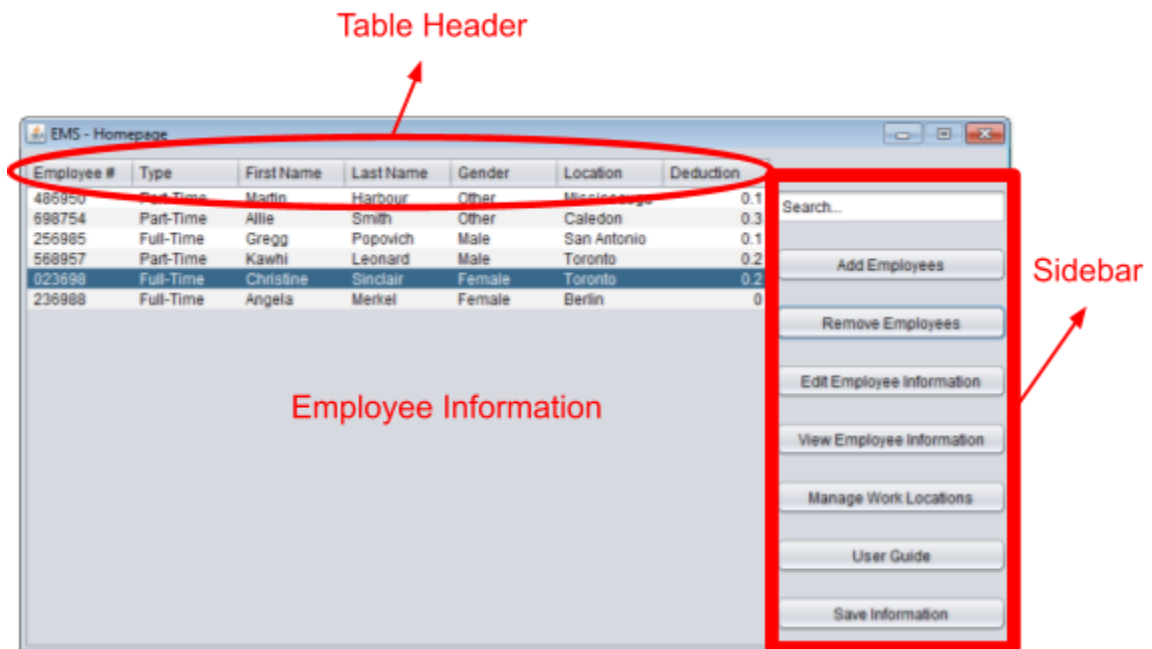 Table Header
EMS - Homepage
Employee # Type First Name Last Name Gender Location Deduction
486950 Part-Time Martin Harbour Other Mississauga 0.1
698754 Part-Time Allie Smith Other Caledon 0.3
256985 Full-Time Gregg Popovich Male San Antonio 0.1
568957 Part-Time Kawhi Leonard Male Toronto 0.2
023698 Full-Time Christine Sinclair Female Toronto 0.2
236988 Full-Time Angela Merkel Female Berlin 0
Search...
Add Employees
Sidebar
Remove Employees
Edit Employee Information
Employee Information
View Employee Information
Manage Work Locations
User Guide
Save Information